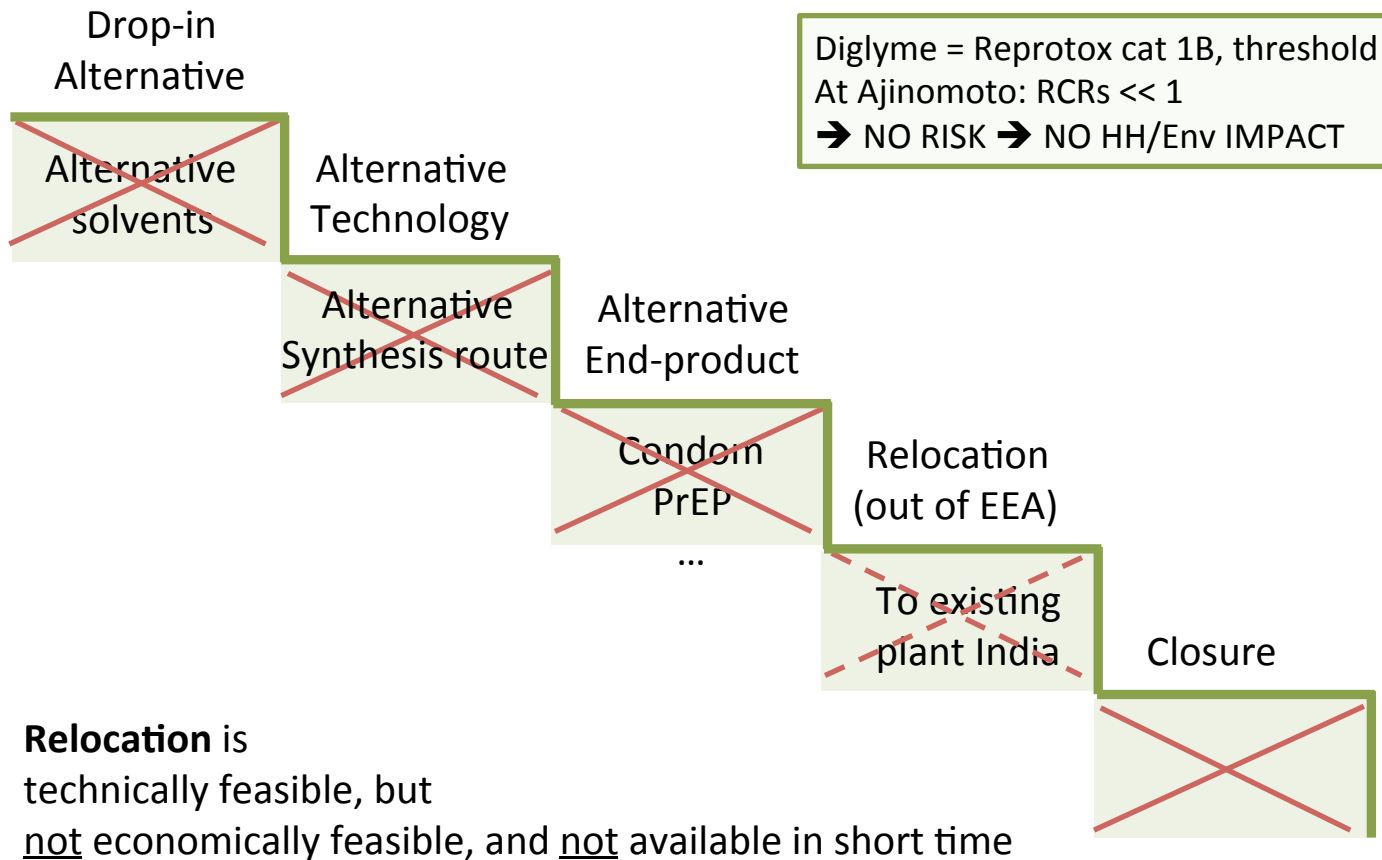 Drop-in
Alternative
Diglyme = Reprotox cat 1B, threshold
At Ajinomoto: RCRs << 1
➔ NO RISK ➔ NO HH/Env IMPACT
Alternative
solvents
Alternative
Technology
Alternative
Synthesis route
Alternative
End-product
Condom
PrEP
...
Relocation
(out of EEA)
To existing
plant India
Closure
Relocation is
technically feasible, but
not economically feasible, and not available in short time